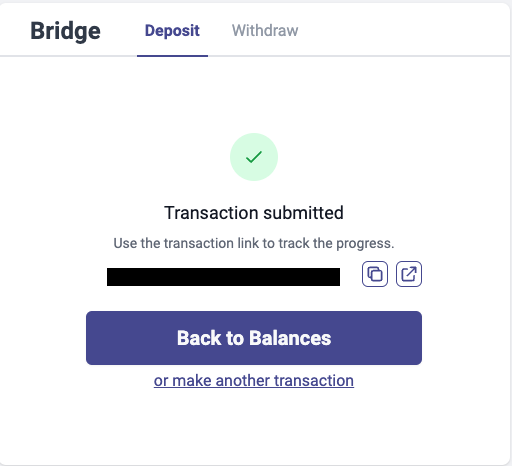 Bridge Deposit Withdraw
Transaction submitted
Use the transaction link to track the progress.
Back to Balances
or make another transaction